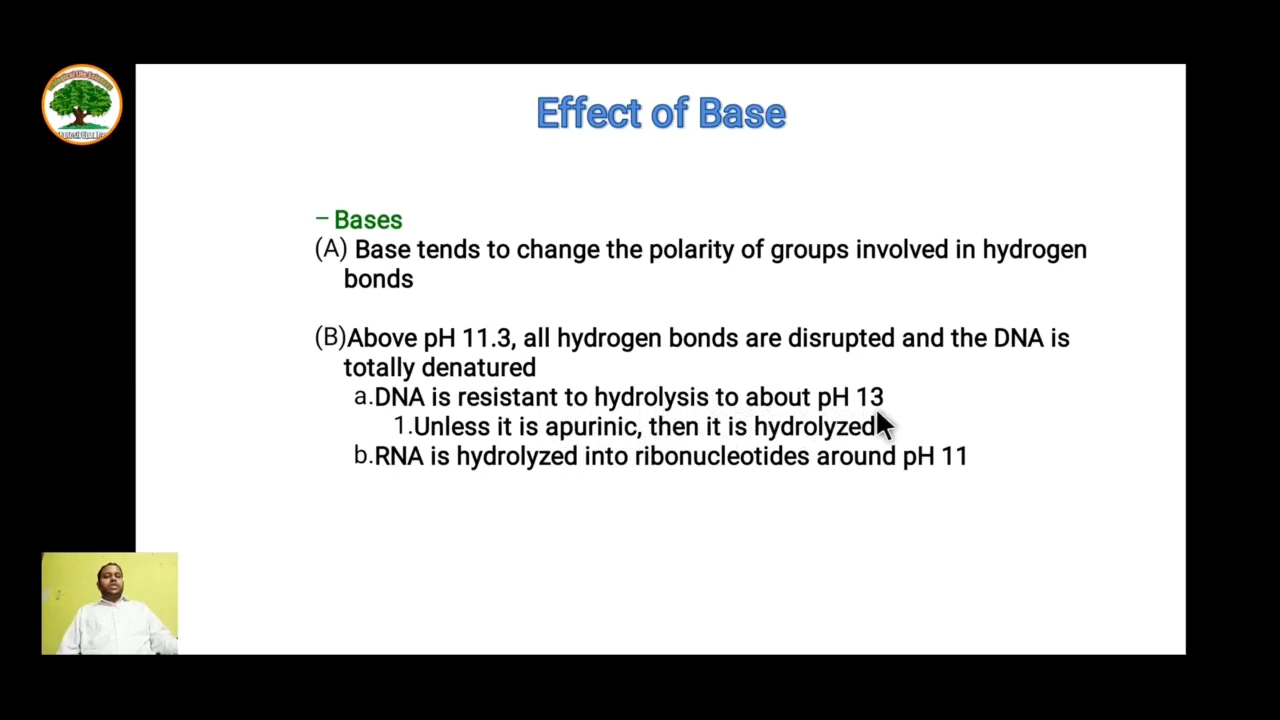 Effect of Base
– Bases
(A) Base tends to change the polarity of groups involved in hydrogen
bonds
(B)Above pH 11.3, all hydrogen bonds are disrupted and the DNA is
totally denatured
a.DNA is resistant to hydrolysis to about pH 13
1.Unless it is apurinic, then it is hydrolyzed
b.RNA is hydrolyzed into ribonucleotides around pH 11